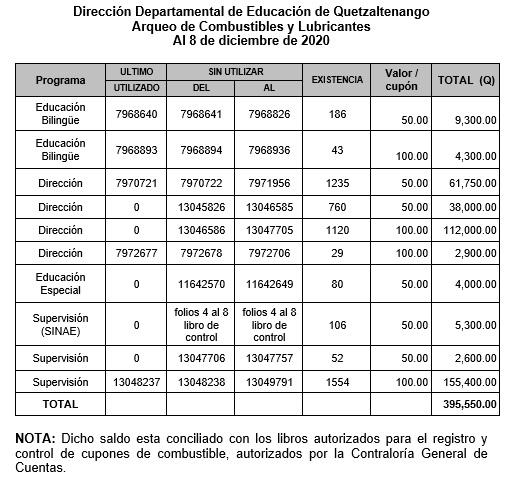 Dirección Departamental de Educación de Quetzaltenango
Arqueo de Combustibles y Lubricantes
Al 8 de diciembre de 2020
Programa ULTIMO UTILIZADO SIN UTILIZAR DEL AL EXISTENCIA Valor / cupón TOTAL (Q)
Educación Bilingüe 7968640 7968641 7968826 186 50.00 9,300.00
Educación Bilingüe 7968893 7968894 7968936 43 100.00 4,300.00
Dirección 7970721 7970722 7971956 1235 50.00 61,750.00
Dirección 0 13045826 13046585 760 50.00 38,000.00
Dirección 0 13046586 13047705 1120 100.00 112,000.00
Dirección 7972677 7972678 7972706 29 100.00 2,900.00
Educación Especial 0 11642570 11642649 80 50.00 4,000.00
Supervisión (SINAE) 0 folios 4 al 8 libro de control folios 4 al 8 libro de control 106 50.00 5,300.00
Supervisión 0 13047706 13047757 52 50.00 2,600.00
Supervisión 13048237 13048238 13049791 1554 100.00 155,400.00
TOTAL 395,550.00
NOTA: Dicho saldo esta conciliado con los libros autorizados para el registro y
control de cupones de combustible, autorizados por la Contraloría General de
Cuentas.